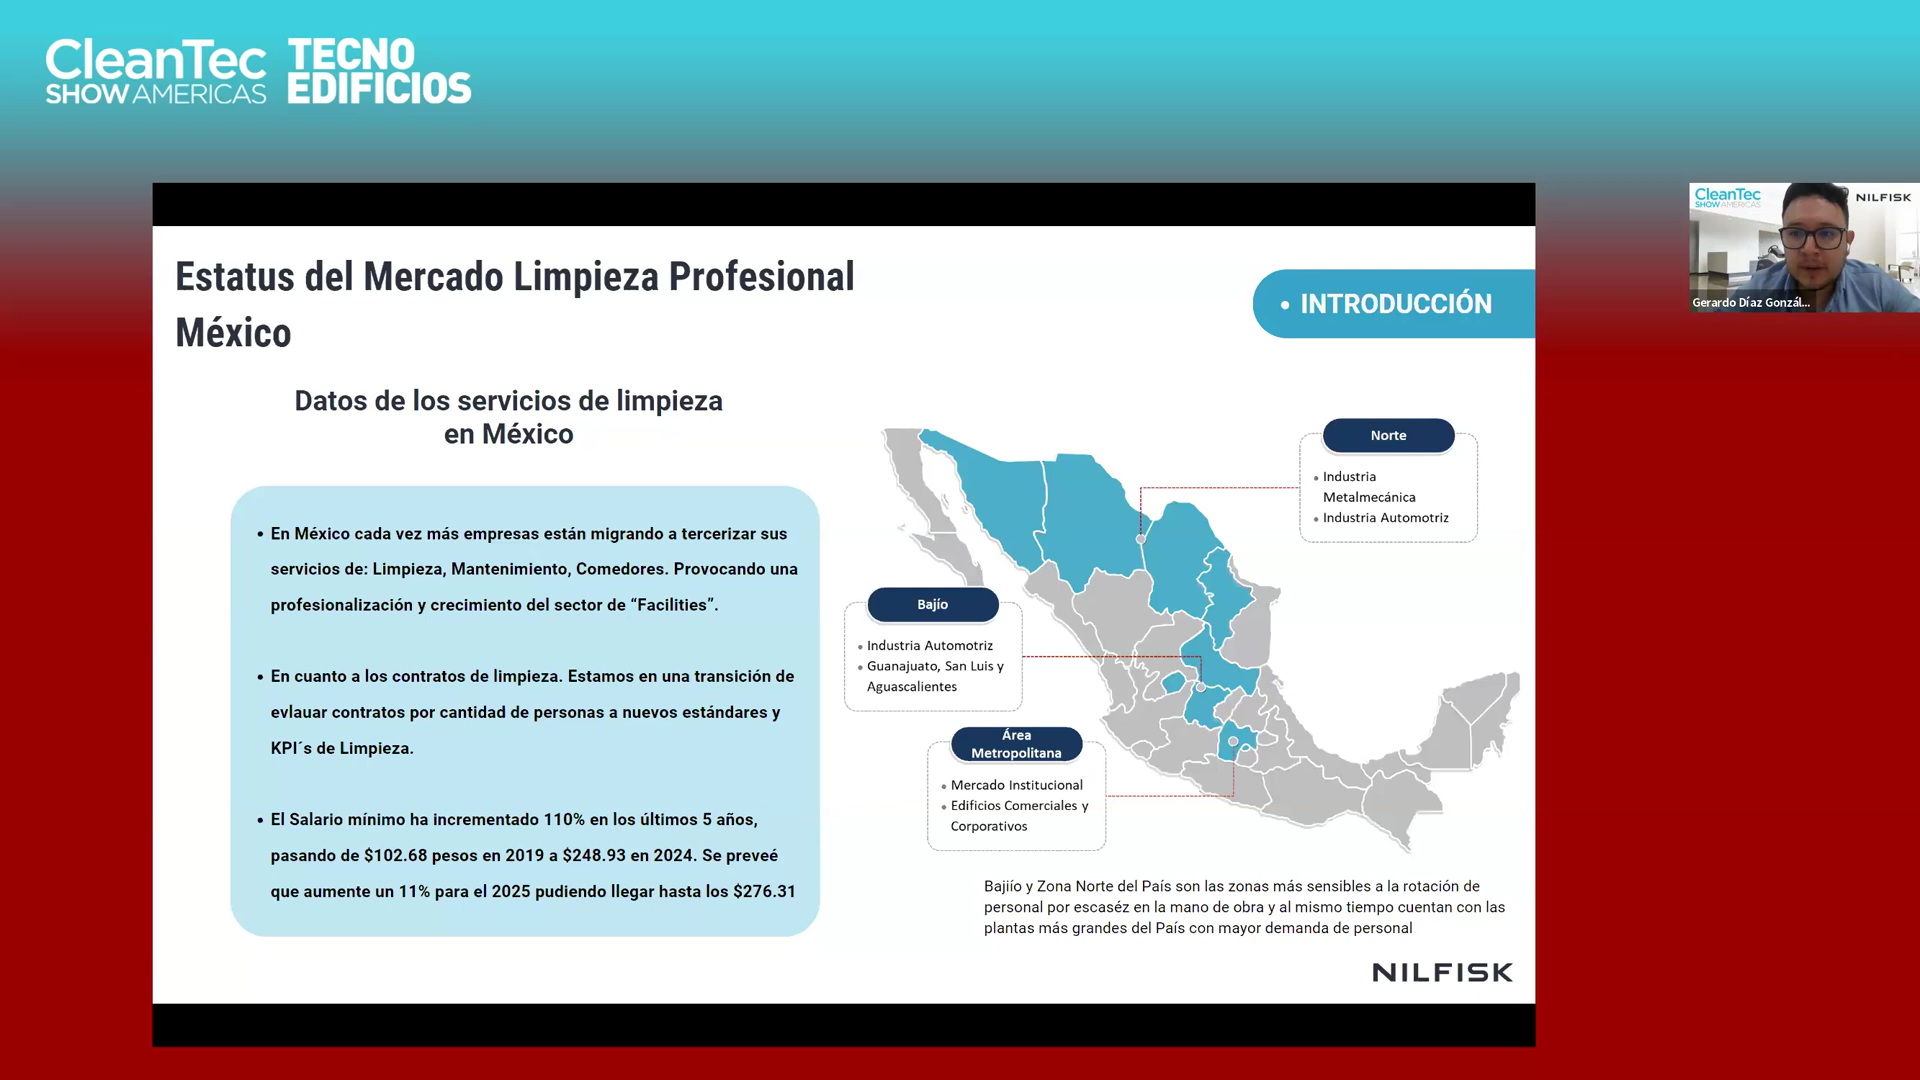 CleanTec
SHOW AMERICAS
TECNO
EDIFICIOS
Estatus del Mercado Limpieza Profesional
México
• INTRODUCCIÓN
Datos de los servicios de limpieza
en México
• En México cada vez más empresas están migrando a tercerizar sus
servicios de: Limpieza, Mantenimiento, Comedores. Provocando una
profesionalización y crecimiento del sector de “Facilities”.
• En cuanto a los contratos de limpieza. Estamos en una transición de
evlauar contratos por cantidad de personas a nuevos estándares y
KPI´s de Limpieza.
• El Salario mínimo ha incrementado 110% en los últimos 5 años,
pasando de $102.68 pesos en 2019 a $248.93 en 2024. Se preveé
que aumente un 11% para el 2025 pudiendo llegar hasta los $276.31
Norte
• Industria
Metalmecánica
• Industria Automotriz
Bajío
• Industria Automotriz
• Guanajuato, San Luis y
Aguascalientes
Área
Metropolitana
• Mercado Institucional
• Edificios Comerciales y
Corporativos
Bajiío y Zona Norte del País son las zonas más sensibles a la rotación de
personal por escaséz en la mano de obra y al mismo tiempo cuentan con las
plantas más grandes del País con mayor demanda de personal
NILFISK
CleanTec
SHOW AMERICAS
NILFISK
Gerardo Díaz Gonzál...